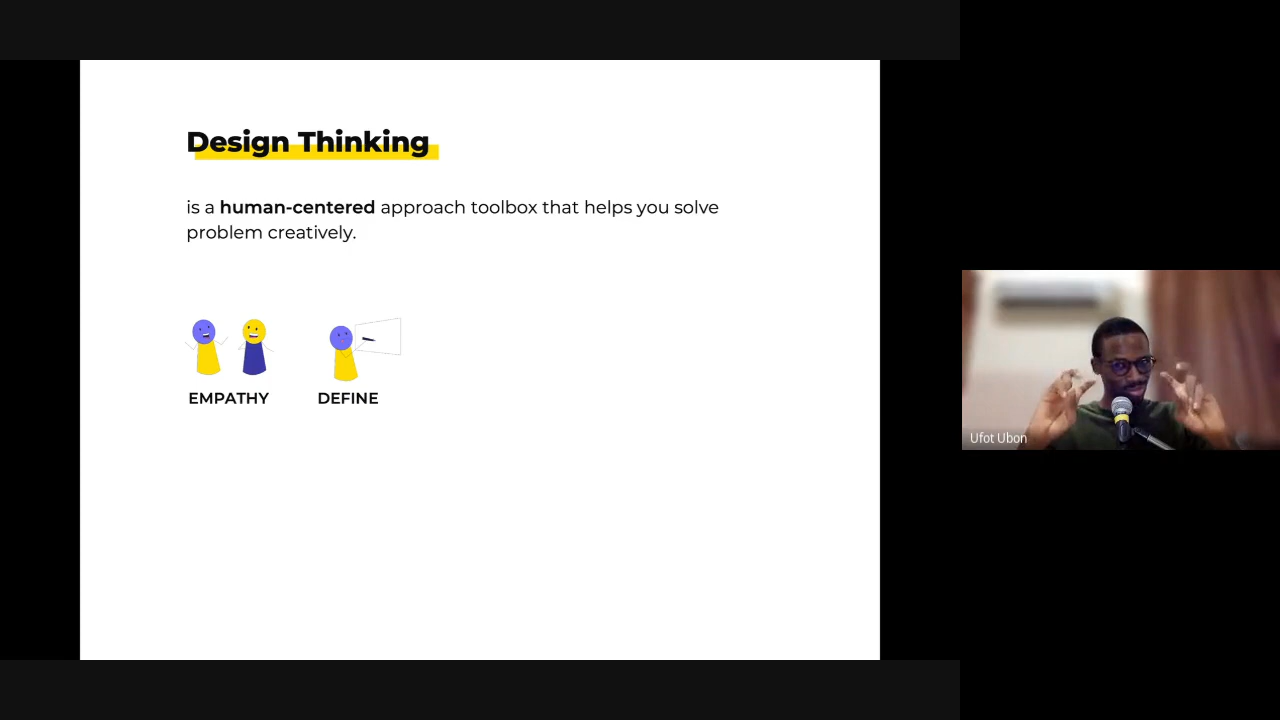 Design Thinking
is a human-centered approach toolbox that helps you solve
problem creatively.
EMPATHY
DEFINE
Ufot Ubon